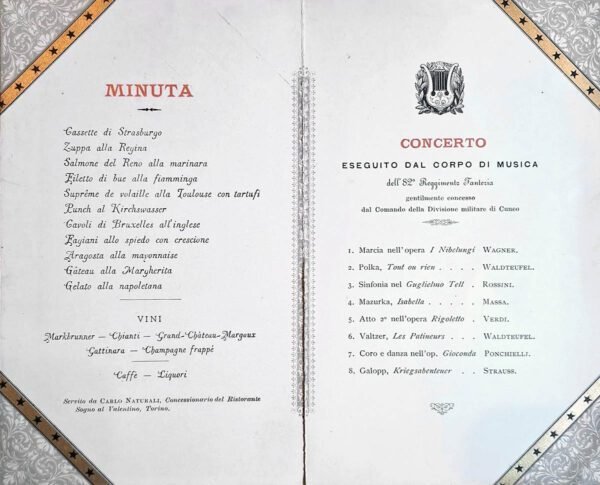 MINUTA
Cassette di Strasburgo
Zuppa alla Regina
Salmone del Reno alla marinara
Filetto di bue alla fiamminga
Suprême de volaille alla Toulouse con tartufi
Punch al Kirschwasser
Cavoli di Bruxelles all'inglese
Fagiani allo spiedo con crescione
Aragosta alla mayonnaise
Gâteau alla Margherita
Gelato alla napoletana
VINI
Markbrunner — Chianti — Grand-Château-Margaux
Gattinara — Champagne frappé
Caffè — Liquori
Servito da CARLO NATURALI, Concessionario del Ristorante
Sogno al Valentino, Torino.
CONCERTO
ESEGUITO DAL CORPO DI MUSICA
dell'82º Reggimento Fanteria
gentilmente concesso
dal Comando della Divisione militare di Cuneo
1. Marcia nell'opera I Nibelungi WAGNER.
2. Polka, Tout ou rien . . . . WALDTEUFEL.
3. Sinfonia nel Guglielmo Tell . ROSSINI.
4. Mazurka, Isabella . . . . . MASSA.
5. Atto 2º nell'opera Rigoletto . VERDI.
6. Valtzer, Les Patineurs . . WALDTEUFEL.
7. Coro e danza nell'op. Gioconda PONCHIELLI.
8. Galopp, Kriegsabenteuer . . STRAUSS.